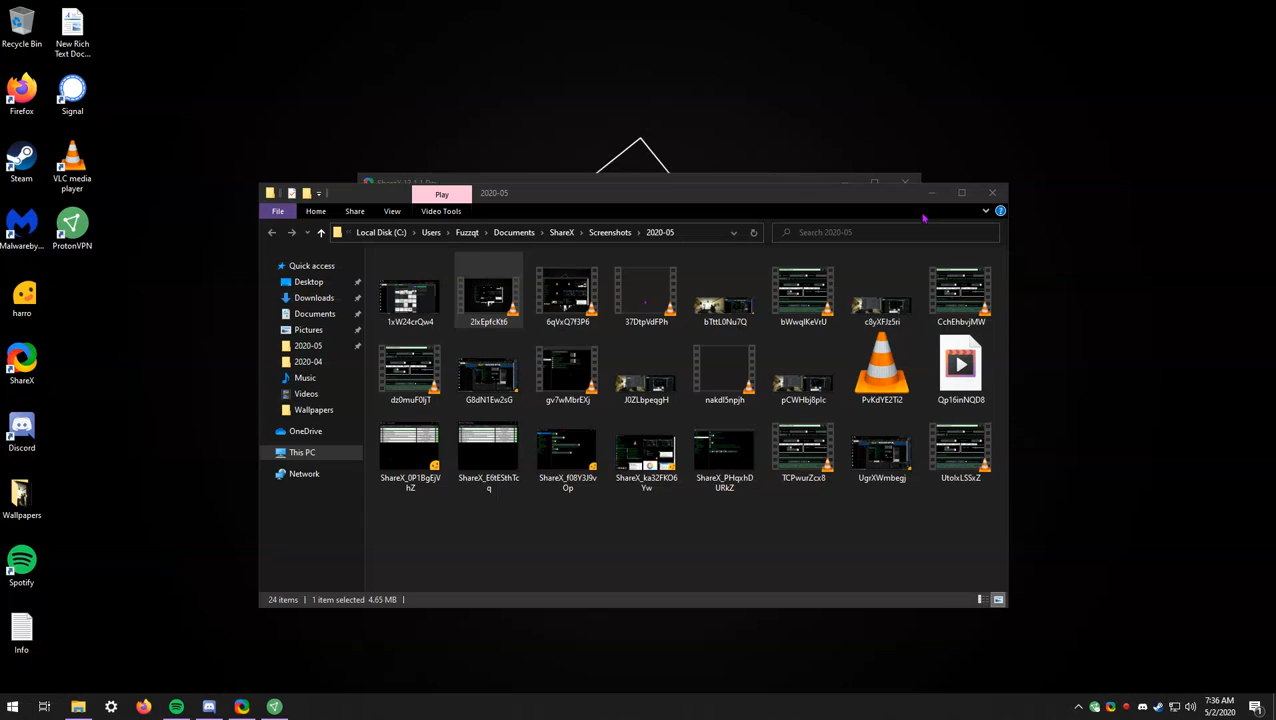 Recycle Bin
New Rich
Text Doc...
Firefox
Signal
Steam
VLC media
player
Malwareby...
ProtonVPN
harro
ShareX
Discord
Wallpapers
Spotify
Info
Play
2020-05
File
Home
Share
View
Video Tools
Local Disk (C:) > Users > Fuzzqt > Documents > ShareX > Screenshots > 2020-05
Search 2020-05
Quick access
Desktop
Downloads
Documents
Pictures
2020-05
2020-04
Music
Videos
Wallpapers
OneDrive
This PC
Network
1xW24crQw4
2lxEpfcKt6
6qVxQ7f3P6
37DtpVdFPh
bTttL0Nu7Q
bWwqIKeVrU
c8yXFJz5ri
CchEhbvjMW
dz0muF0IjT
G8dN1Ew2sG
gv7wMbrEXj
J0ZLbpeqgH
nakdI5npjh
pCWHbj8pIc
PvKdYE2Ti2
Qp16inNQD8
ShareX_0P1BgEjV
hZ
ShareX_E6tESthTc
q
ShareX_f08Y3J9v
Op
ShareX_ka32FKO6
Yw
ShareX_PHqxhD
URkZ
TCPwurZcx8
UgrXWmbegj
UtoIxLSSxZ
24 items
1 item selected 4.65 MB
7:36 AM
5/2/2020